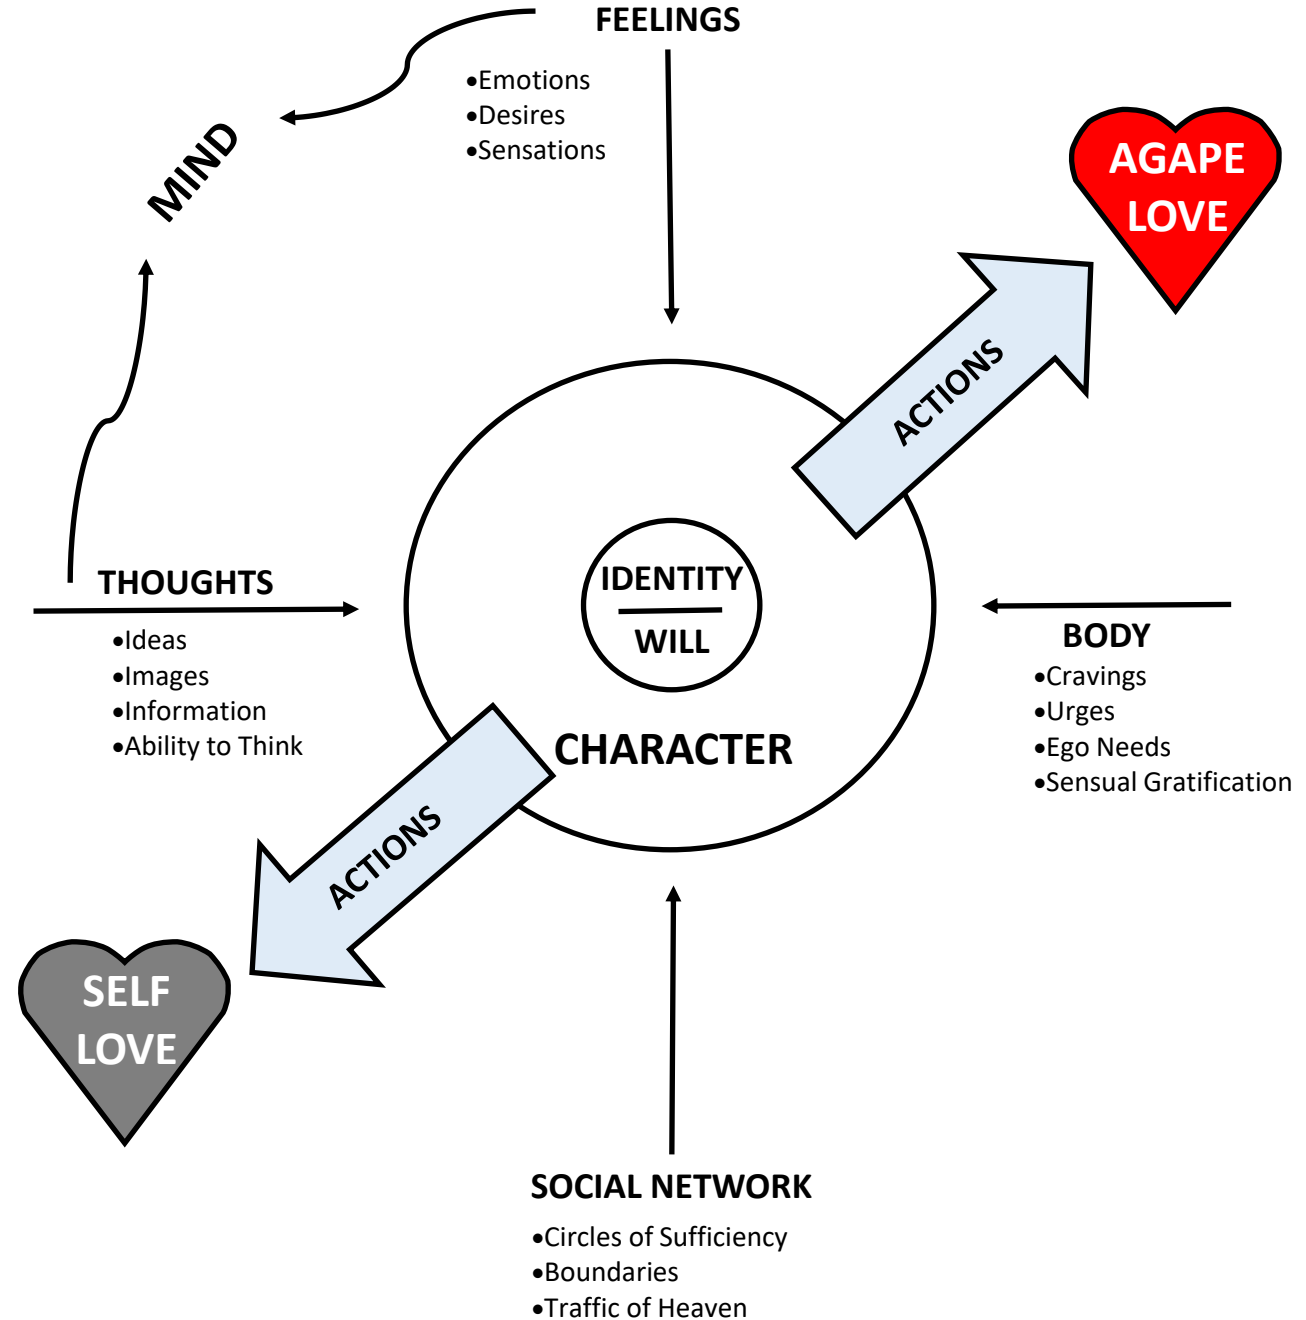 FEELINGS
•Emotions
•Desires
•Sensations
MIND
AGAPE
LOVE
ACTIONS
THOUGHTS
•Ideas
•Images
•Information
•Ability to Think
IDENTITY
WILL
CHARACTER
BODY
•Cravings
•Urges
•Ego Needs
•Sensual Gratification
ACTIONS
SELF
LOVE
SOCIAL NETWORK
•Circles of Sufficiency
•Boundaries
•Traffic of Heaven